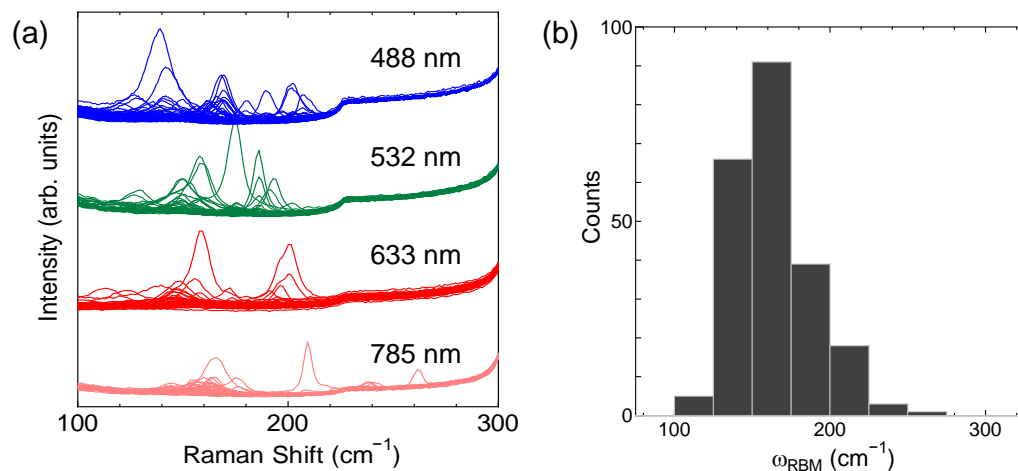 (a)
488 nm
532 nm
633 nm
785 nm
Intensity (arb. units)
100
200
300
Raman Shift (cm⁻¹)
(b)
100
50
0
Counts
100
200
300
ω_RBM (cm⁻¹)